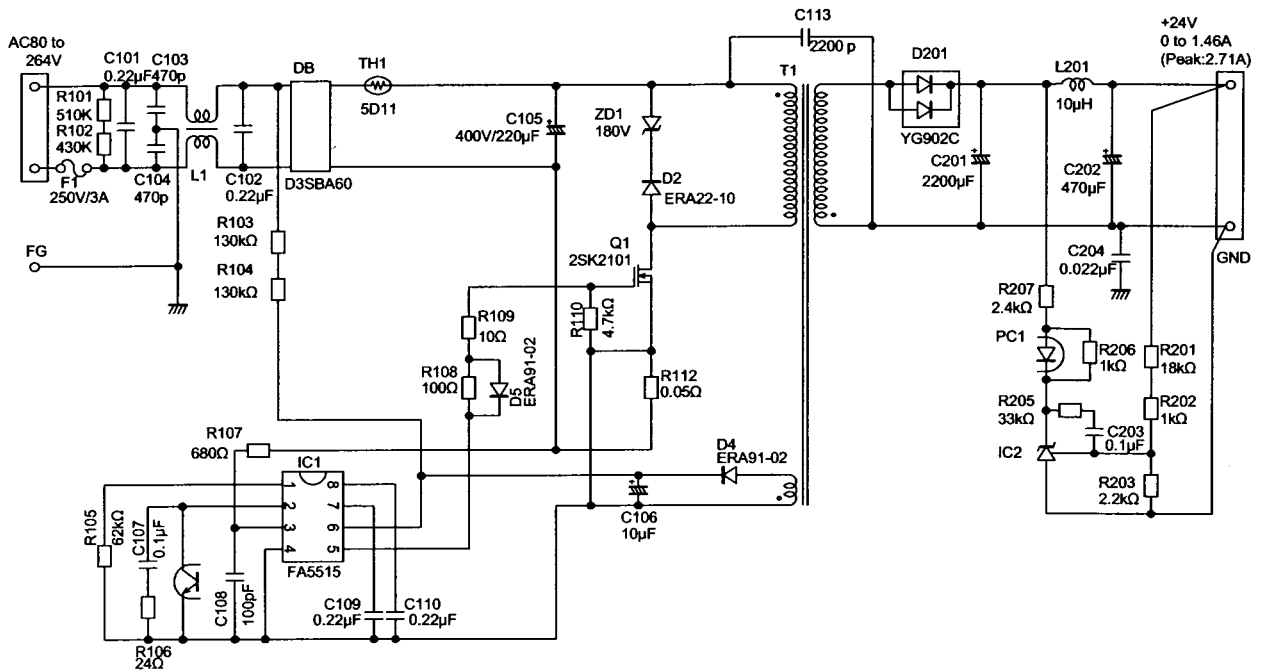 C113
2200 p
+24V
0 to 1.46A
(Peak:2.71A)
AC80 to
264V
C101
0.22µF
C103
470p
DB
TH1
5D11
T1
D201
YG902C
L201
10µH
R101
510K
R102
430K
F1
250V/3A
C104
470p
L1
C102
0.22µF
D3SBA60
C105
400V/220µF
ZD1
180V
D2
ERA22-10
C201
2200µF
C202
470µF
GND
FG
R103
130kΩ
R104
130kΩ
Q1
2SK2101
C204
0.022µF
R109
10Ω
R110
4.7kΩ
R207
2.4kΩ
PC1
R206
1kΩ
R201
18kΩ
R108
100Ω
D5
ERA91-02
R112
0.05Ω
R205
33kΩ
R202
1kΩ
C203
0.1µF
IC2
R203
2.2kΩ
R107
680Ω
D4
ERA91-02
IC1
1 8
2 7
3 6
4 5
FA5515
C106
10µF
R105
62kΩ
C107
0.1µF
R106
24Ω
C108
100pF
C109
0.22µF
C110
0.22µF